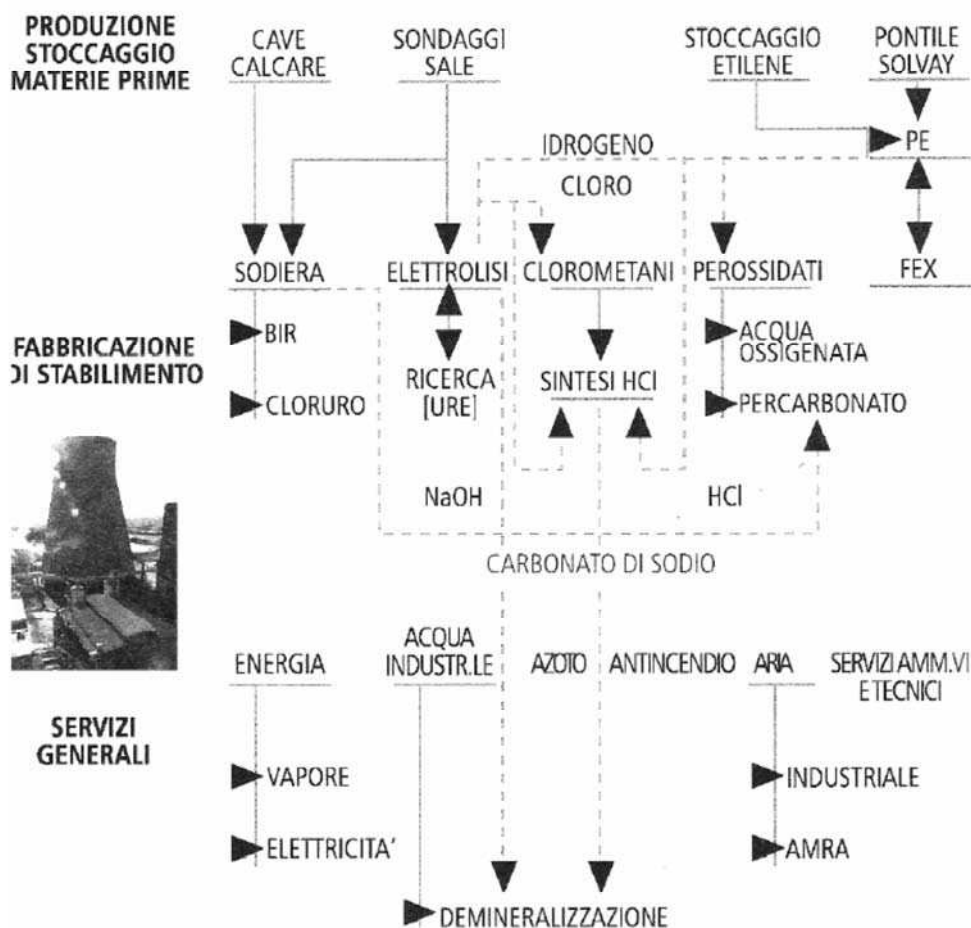 PRODUZIONE
STOCCAGGIO
MATERIE PRIME
CAVE
CALCARE
SONDAGGI
SALE
STOCCAGGIO
ETILENE
PONTILE
SOLVAY
PE
IDROGENO
CLORO
SODIERA
ELETTROLISI
CLOROMETANI
PEROSSIDATI
FEX
FABBRICAZIONE
DI STABILIMENTO
BIR
CLORURO
RICERCA
[URE]
SINTESI HCl
ACQUA
OSSIGENATA
PERCARBONATO
NaOH
HCl
CARBONATO DI SODIO
SERVIZI
GENERALI
ENERGIA
ACQUA
INDUSTR.LE
AZOTO
ANTINCENDIO
ARIA
SERVIZI AMM.VI
E TECNICI
VAPORE
ELETTRICITA'
INDUSTRIALE
AMRA
DEMINERALIZZAZIONE